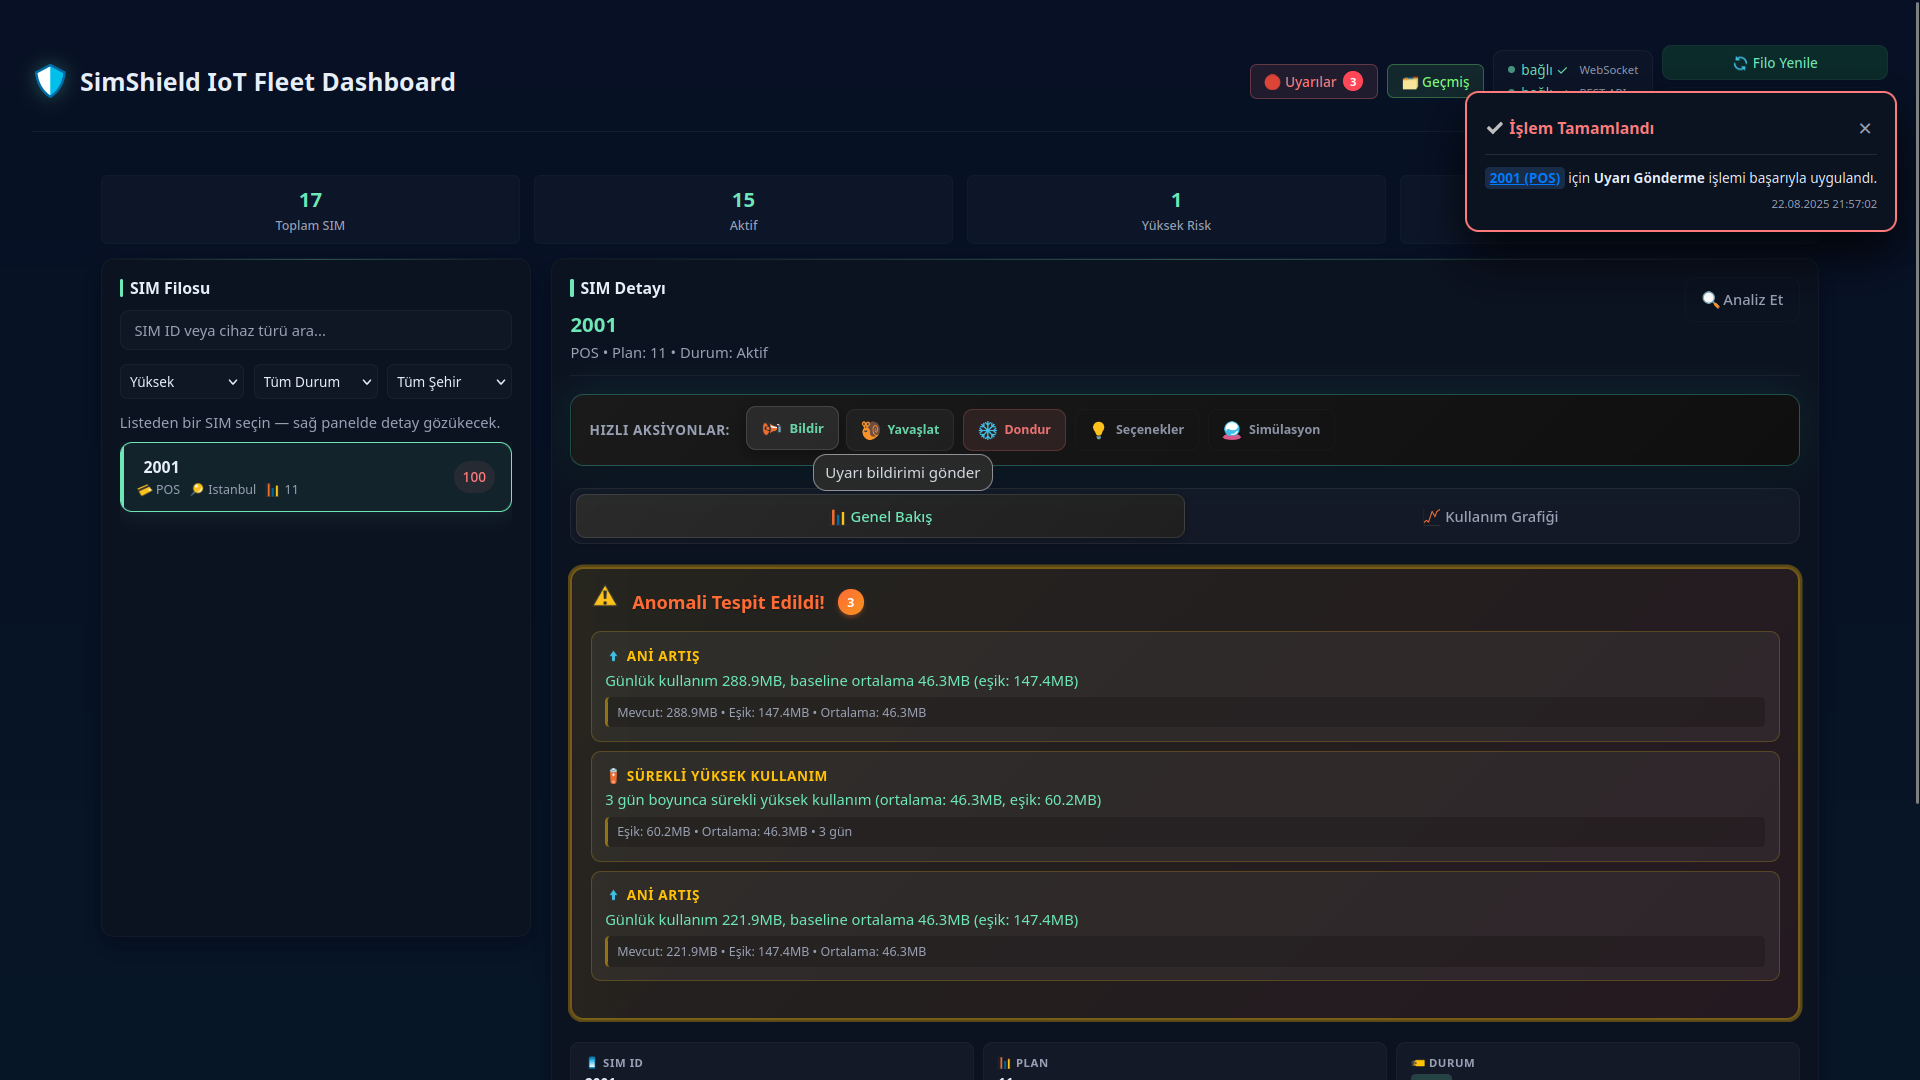 SimShield IoT Fleet Dashboard
Uyarılar 3
Geçmiş
bağlı ✓ WebSocket
Filo Yenile
İşlem Tamamlandı
2001 (POS) için Uyarı Gönderme işlemi başarıyla uygulandı.
22.08.2025 21:57:02
17
Toplam SIM
15
Aktif
1
Yüksek Risk
SIM Filosu
SIM ID veya cihaz türü ara...
Yüksek
Tüm Durum
Tüm Şehir
Listeden bir SIM seçin — sağ panelde detay gözükecek.
2001
POS Istanbul 11
100
SIM Detayı
2001
POS • Plan: 11 • Durum: Aktif
Analiz Et
HIZLI AKSİYONLAR:
Bildir
Yavaşlat
Dondur
Seçenekler
Simülasyon
Uyarı bildirimi gönder
Genel Bakış
Kullanım Grafiği
Anomali Tespit Edildi! 3
ANİ ARTIŞ
Günlük kullanım 288.9MB, baseline ortalama 46.3MB (eşik: 147.4MB)
Mevcut: 288.9MB • Eşik: 147.4MB • Ortalama: 46.3MB
SÜREKLİ YÜKSEK KULLANIM
3 gün boyunca sürekli yüksek kullanım (ortalama: 46.3MB, eşik: 60.2MB)
Eşik: 60.2MB • Ortalama: 46.3MB • 3 gün
ANİ ARTIŞ
Günlük kullanım 221.9MB, baseline ortalama 46.3MB (eşik: 147.4MB)
Mevcut: 221.9MB • Eşik: 147.4MB • Ortalama: 46.3MB
SIM ID
PLAN
DURUM